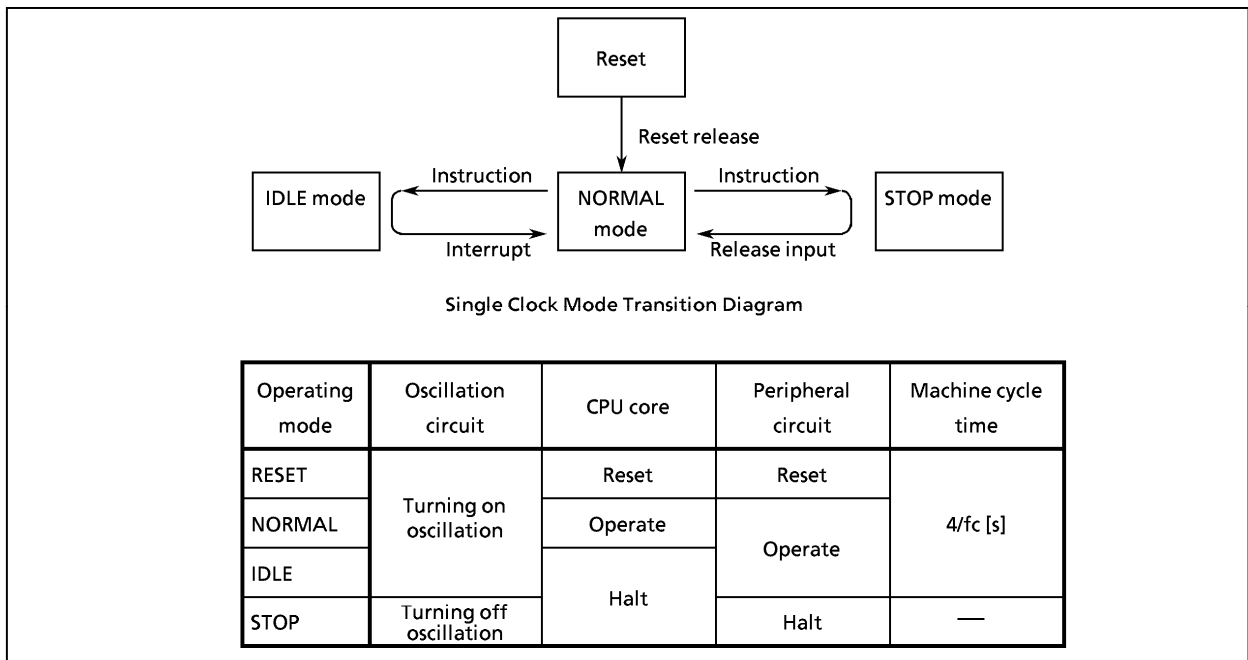 Reset
Reset release
IDLE mode
Instruction
Interrupt
NORMAL
mode
Instruction
Release input
STOP mode
Single Clock Mode Transition Diagram
Operating
mode
Oscillation
circuit
CPU core
Peripheral
circuit
Machine cycle
time
RESET
Turning on
oscillation
Reset
Reset
4/fc [s]
NORMAL
Operate
Operate
IDLE
Halt
STOP
Turning off
oscillation
Halt
—